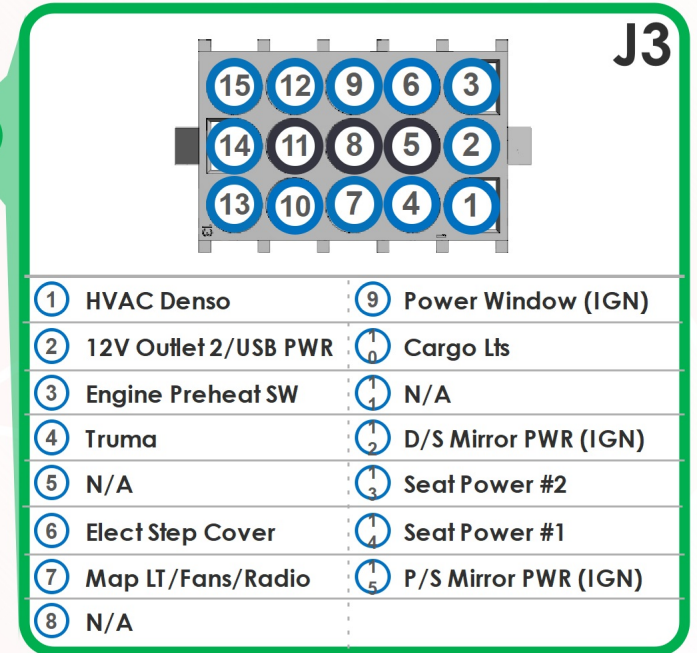 J3
15 12 9 6 3
14 11 8 5 2
13 10 7 4 1
1 HVAC Denso
2 12V Outlet 2/USB PWR
3 Engine Preheat SW
4 Truma
5 N/A
6 Elect Step Cover
7 Map LT/Fans/Radio
8 N/A
9 Power Window (IGN)
10 Cargo Lts
11 N/A
12 D/S Mirror PWR (IGN)
13 Seat Power #2
14 Seat Power #1
15 P/S Mirror PWR (IGN)